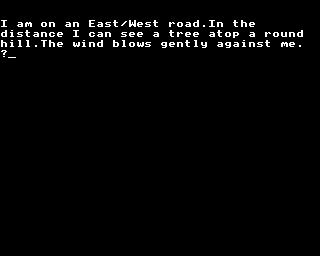 I am on an East/West road.In the
distance I can see a tree atop a round
hill.The wind blows gently against me.
?_